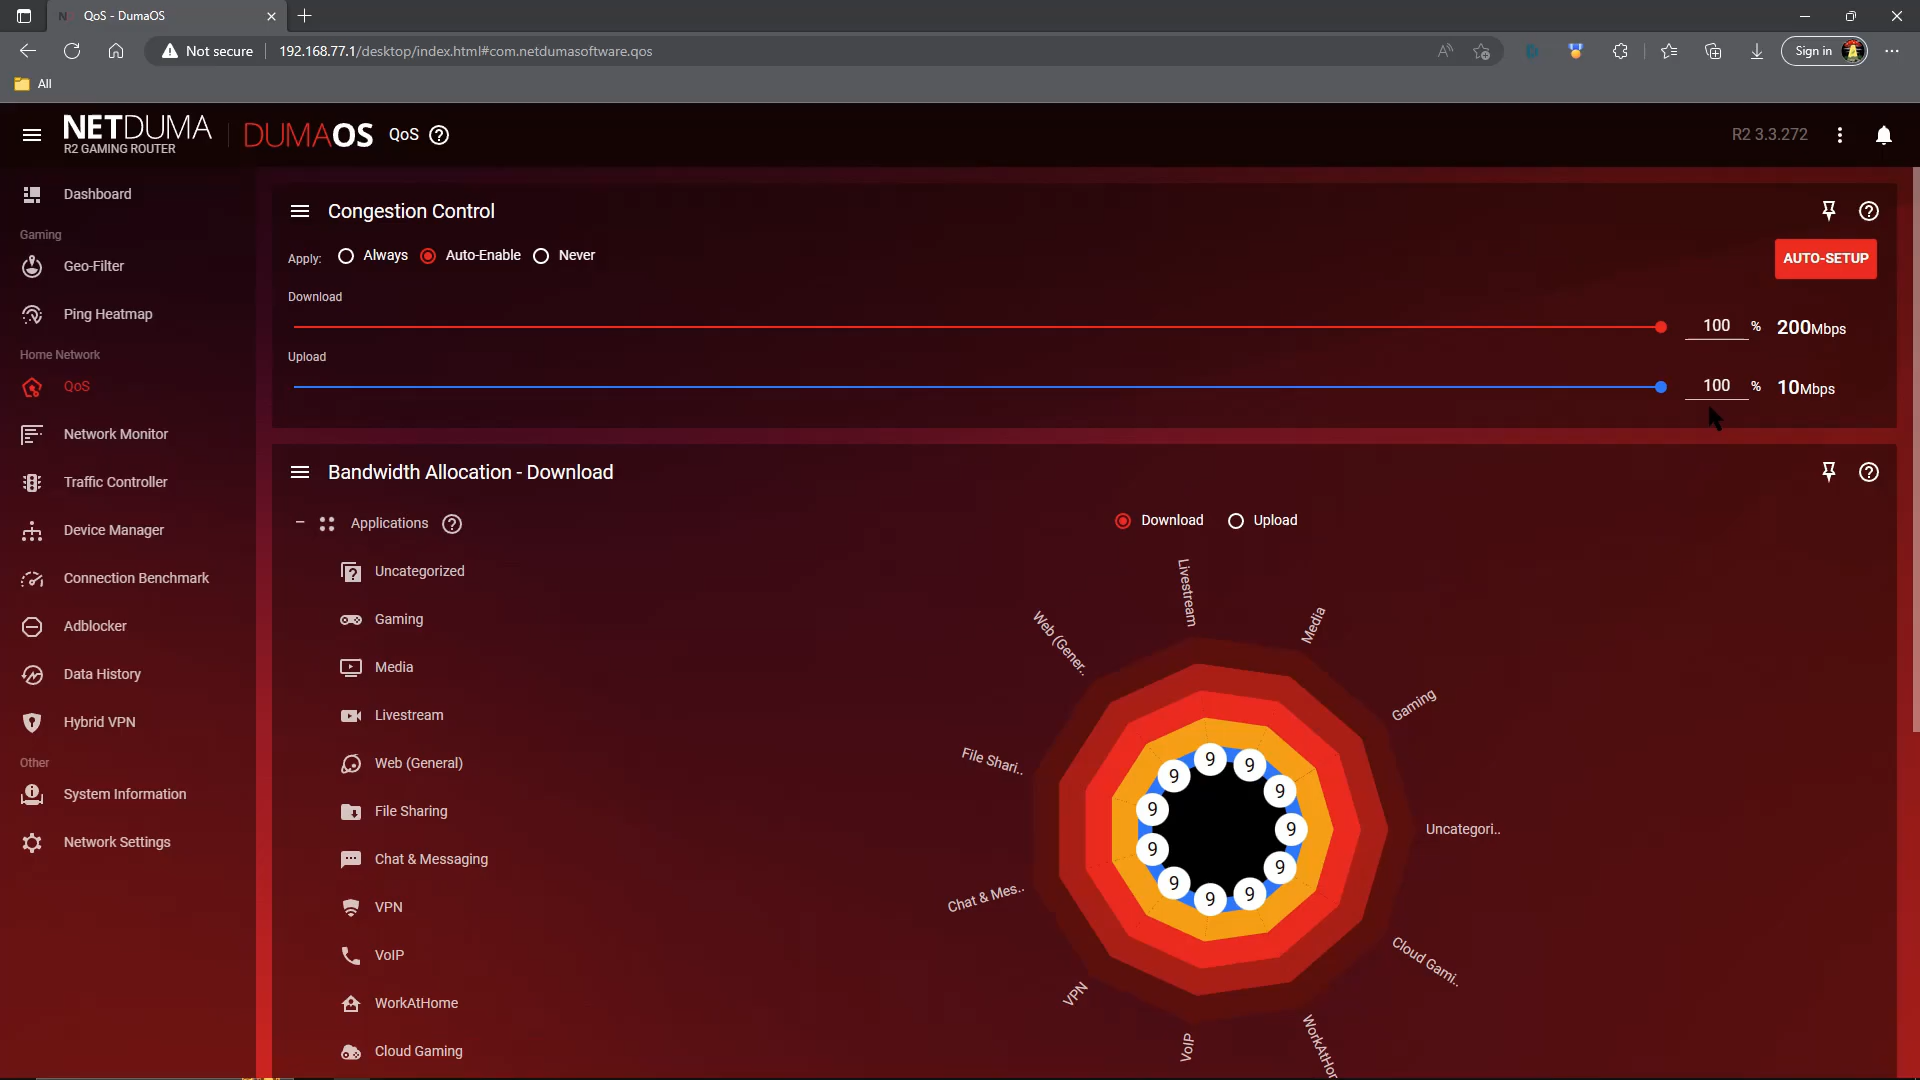 QoS - DumaOS
Not secure
192.168.77.1/desktop/index.html#com.netdumasoftware.qos
Sign in
All
NETDUMA
R2 GAMING ROUTER
DUMAOS
QoS
R2 3.3.272
Dashboard
Gaming
Geo-Filter
Ping Heatmap
Home Network
QoS
Network Monitor
Traffic Controller
Device Manager
Connection Benchmark
Adblocker
Data History
Hybrid VPN
Other
System Information
Network Settings
Congestion Control
Apply:
Always
Auto-Enable
Never
AUTO-SETUP
Download
100 % 200Mbps
Upload
100 % 10Mbps
Bandwidth Allocation - Download
Applications
Uncategorized
Gaming
Media
Livestream
Web (General)
File Sharing
Chat & Messaging
VPN
VoIP
WorkAtHome
Cloud Gaming
Download
Upload
Livestream
Media
Web (Gener..
Gaming
File Shari..
Uncategori..
Chat & Mes..
Cloud Gami..
VPN
VoIP
WorkAtHor
9
9
9
9
9
9
9
9
9
9
9